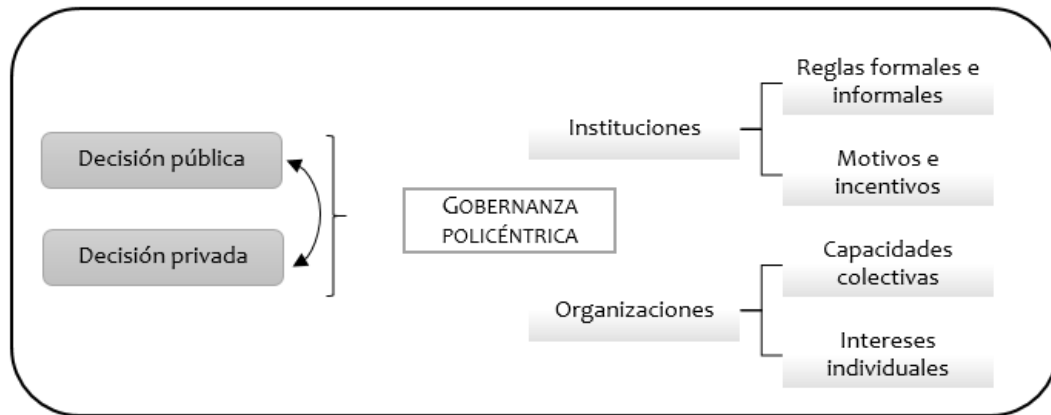 Decisión pública
Decisión privada
GOBERNANZA
POLICÉNTRICA
Instituciones
Reglas formales e
informales
Motivos e
incentivos
Organizaciones
Capacidades
colectivas
Intereses
individuales